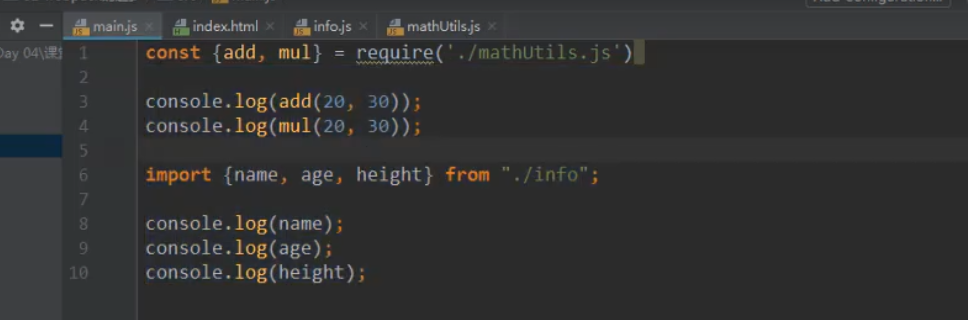 main.js × index.html × info.js × mathUtils.js ×
Day 04\课
1 const {add, mul} = require('./mathUtils.js')
2
3 console.log(add(20, 30));
4 console.log(mul(20, 30));
5
6 import {name, age, height} from "./info";
7
8 console.log(name);
9 console.log(age);
10 console.log(height);